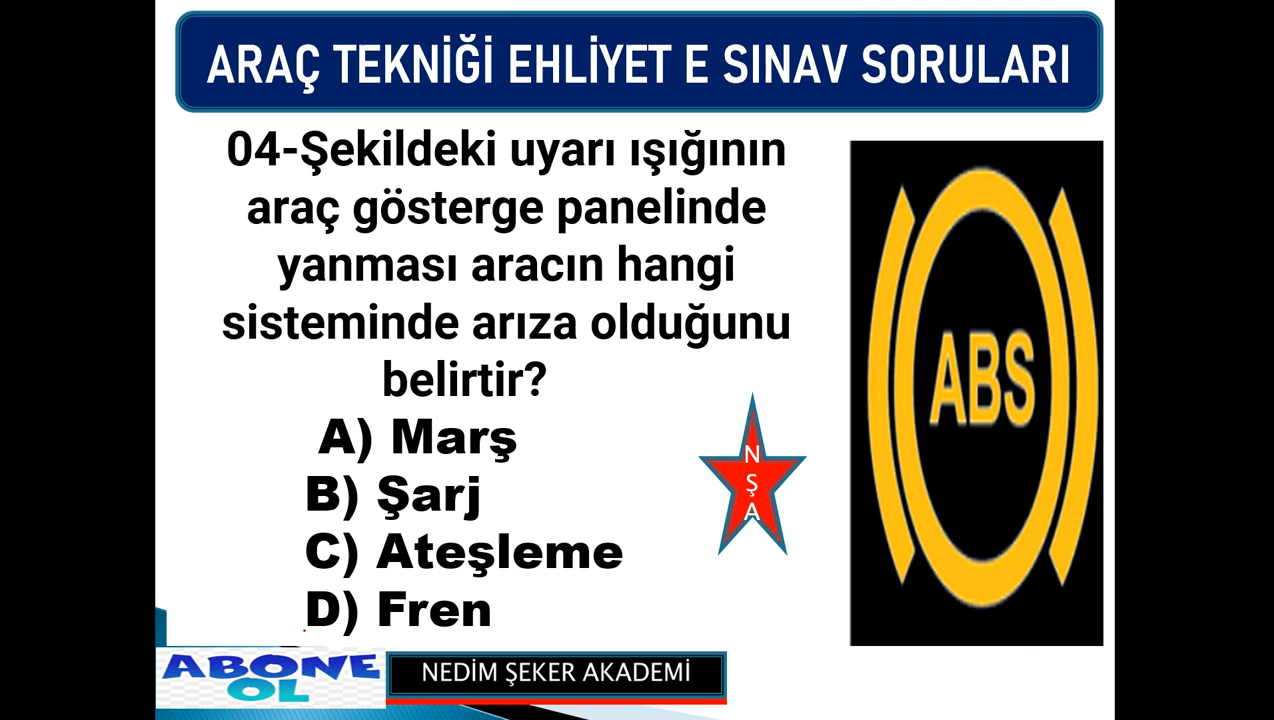 ARAÇ TEKNİĞİ EHLİYET E SINAV SORULARI
04-Şekildeki uyarı ışığının
araç gösterge panelinde
yanması aracın hangi
sisteminde arıza olduğunu
belirtir?
A) Marş
B) Şarj
C) Ateşleme
D) Fren
ABS
N
Ş
A
ABONE
OL
NEDİM ŞEKER AKADEMİ